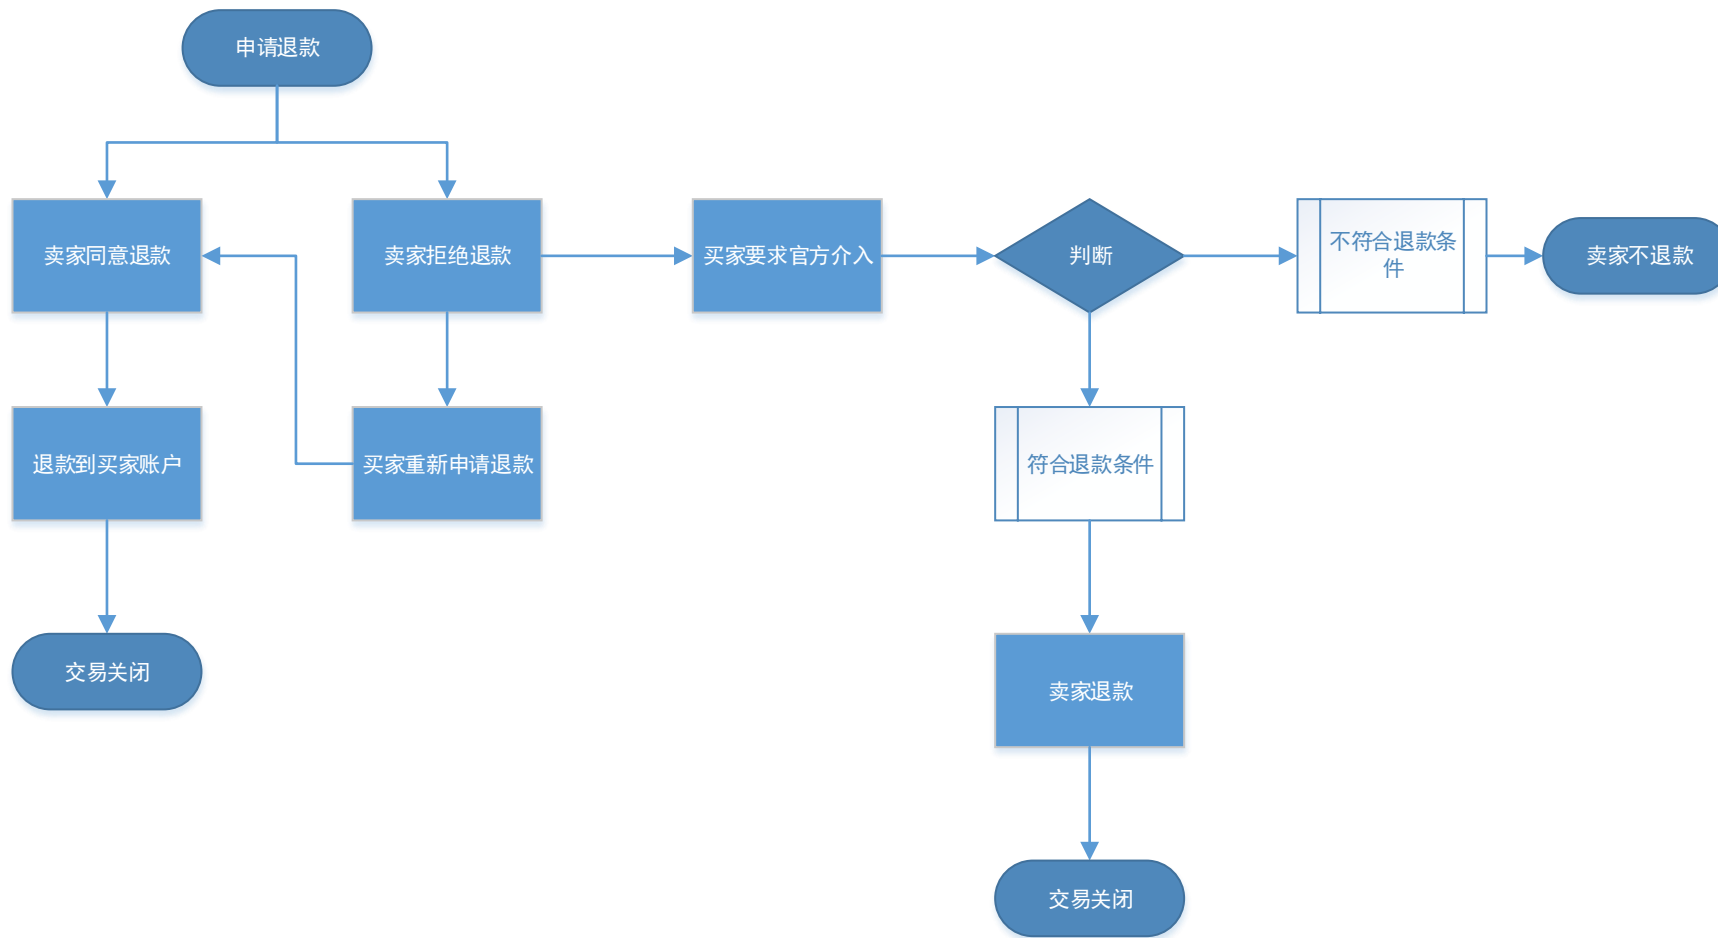 申请退款
卖家同意退款
卖家拒绝退款
买家要求官方介入
判断
不符合退款条
件
卖家不退款
退款到买家账户
买家重新申请退款
符合退款条件
交易关闭
卖家退款
交易关闭